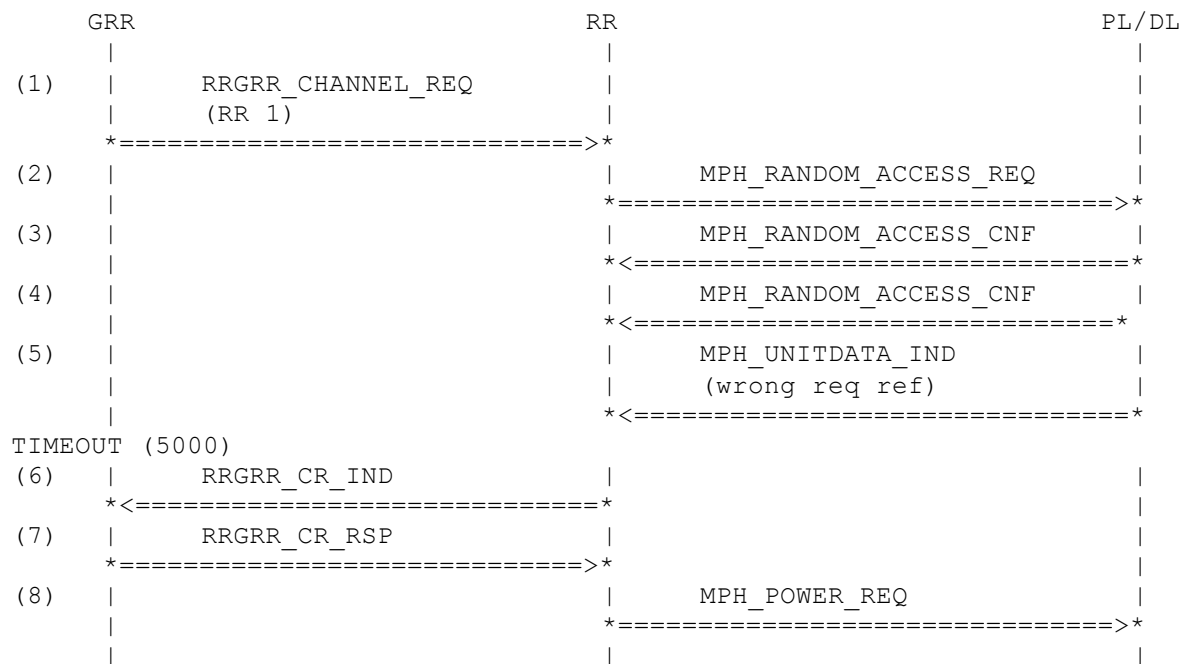 GRR RR PL/DL
| | |
(1) | RRGRR_CHANNEL_REQ | |
| (RR 1) | |
*=============================>* |
(2) | | MPH_RANDOM_ACCESS_REQ |
| *===============================>*
(3) | | MPH_RANDOM_ACCESS_CNF |
| *<===============================*
(4) | | MPH_RANDOM_ACCESS_CNF |
| *<==============================*
(5) | | MPH_UNITDATA_IND |
| | (wrong req ref) |
| *<===============================*
TIMEOUT (5000)
(6) | RRGRR_CR_IND | |
*<=============================* |
(7) | RRGRR_CR_RSP | |
*=============================>* |
(8) | | MPH_POWER_REQ |
| *===============================>*
| | |